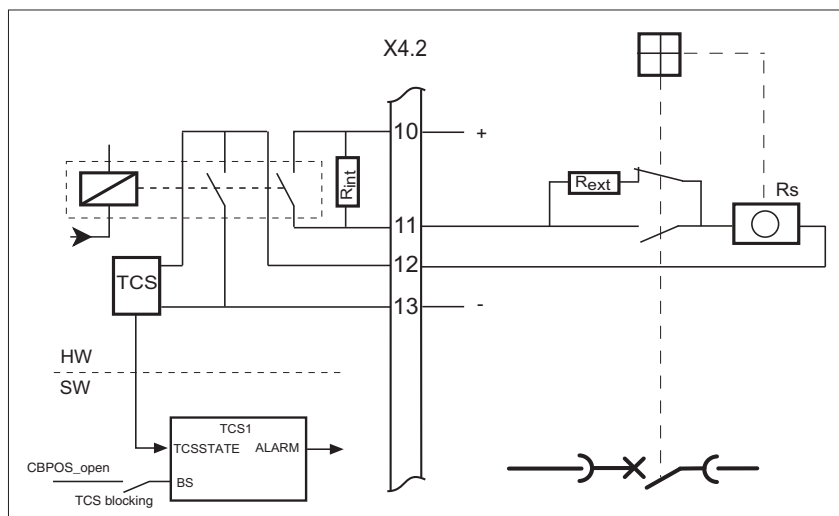 X4.2
10
+
Rint
Rext
Rs
11
12
TCS
13
-
HW
SW
TCS1
TCSSTATE ALARM
CBPOS_open
BS
TCS blocking